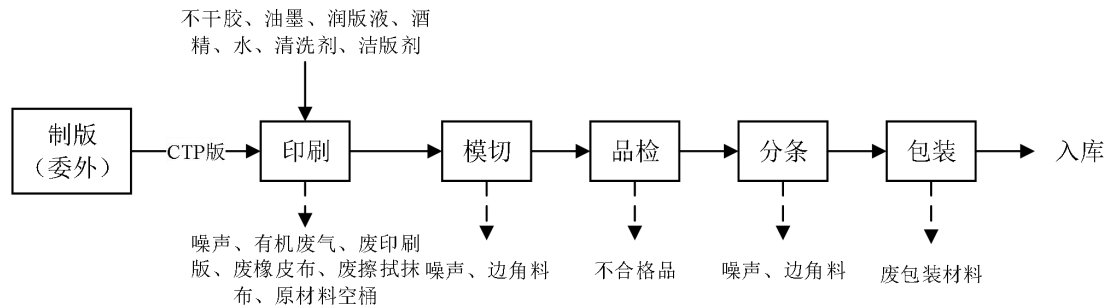 不干胶、油墨、润版液、酒
精、水、清洗剂、洁版剂
制版
（委外）
CTP版
印刷
模切
品检
分条
包装
入库
噪声、有机废气、废印刷
版、废橡皮布、废擦拭抹
布、原材料空桶
噪声、边角料
不合格品
噪声、边角料
废包装材料